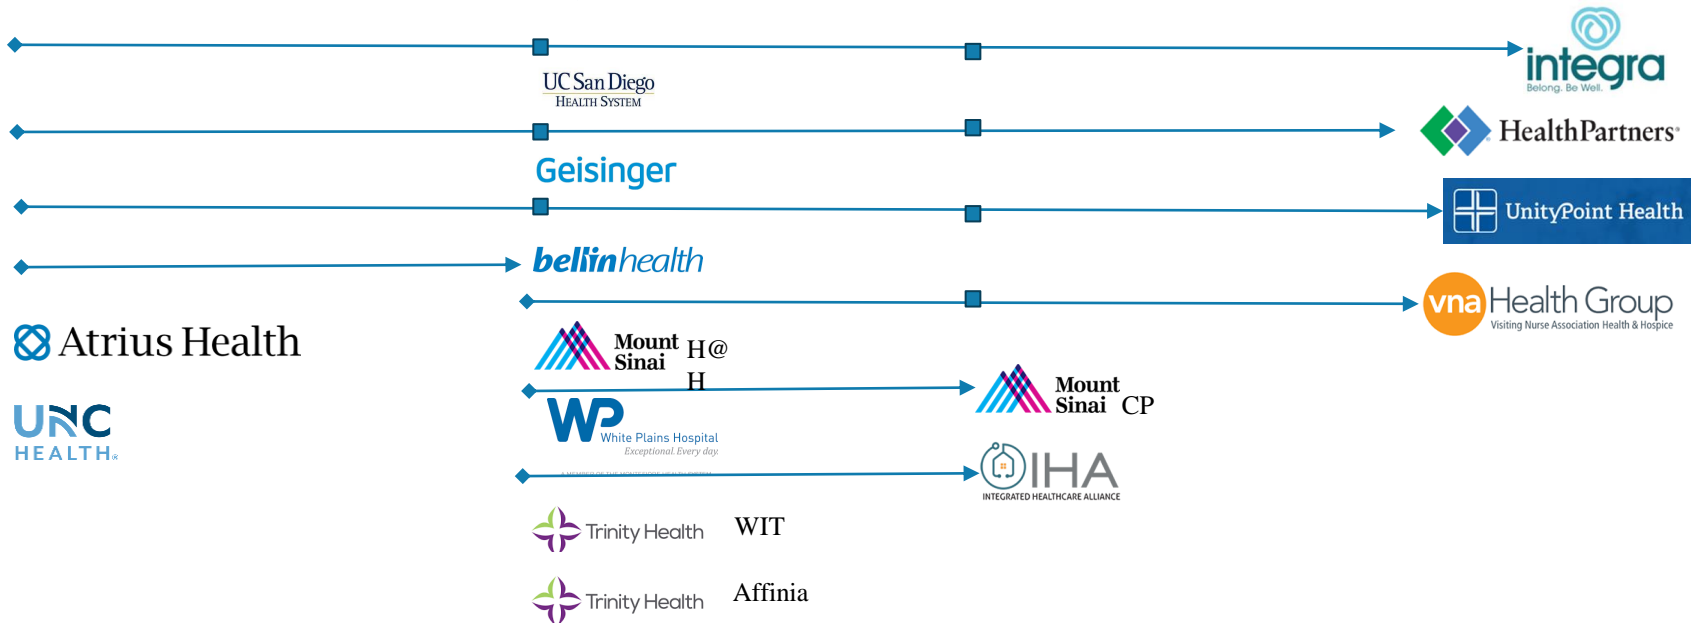 integra
Belong. Be Well.
UC San Diego
HEALTH SYSTEM
HealthPartners®
Geisinger
UnityPoint Health
bellinhealth
vna Health Group
Visiting Nurse Association Health & Hospice
Atrius Health
Mount
Sinai
H@
H
Mount
Sinai
CP
UNC
HEALTH®
WP
White Plains Hospital
Exceptional. Every day.
IHA
INTEGRATED HEALTHCARE ALLIANCE
Trinity Health
WIT
Trinity Health
Affinia